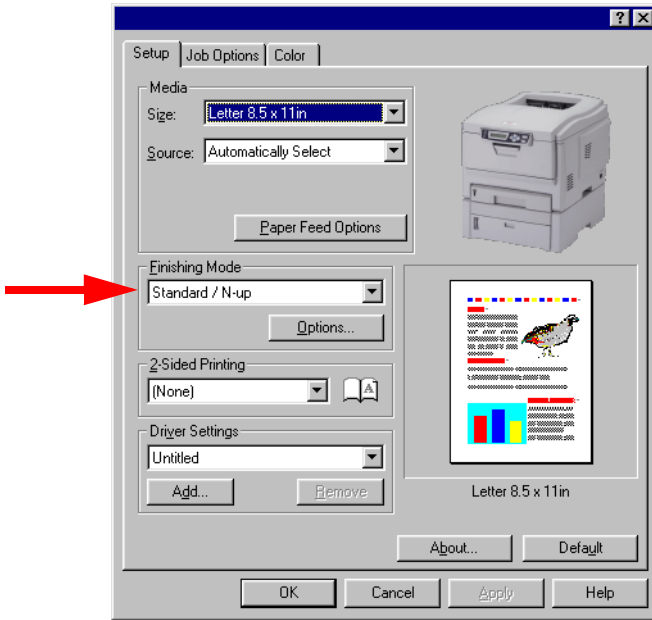 Setup Job Options Color
Media
Size: Letter 8.5 x 11in
Source: Automatically Select
Paper Feed Options
Finishing Mode
Standard / N-up
Options...
2-Sided Printing
(None)
A
Driver Settings
Untitled
Add... Remove
Letter 8.5 x 11in
About... Default
OK Cancel Apply Help